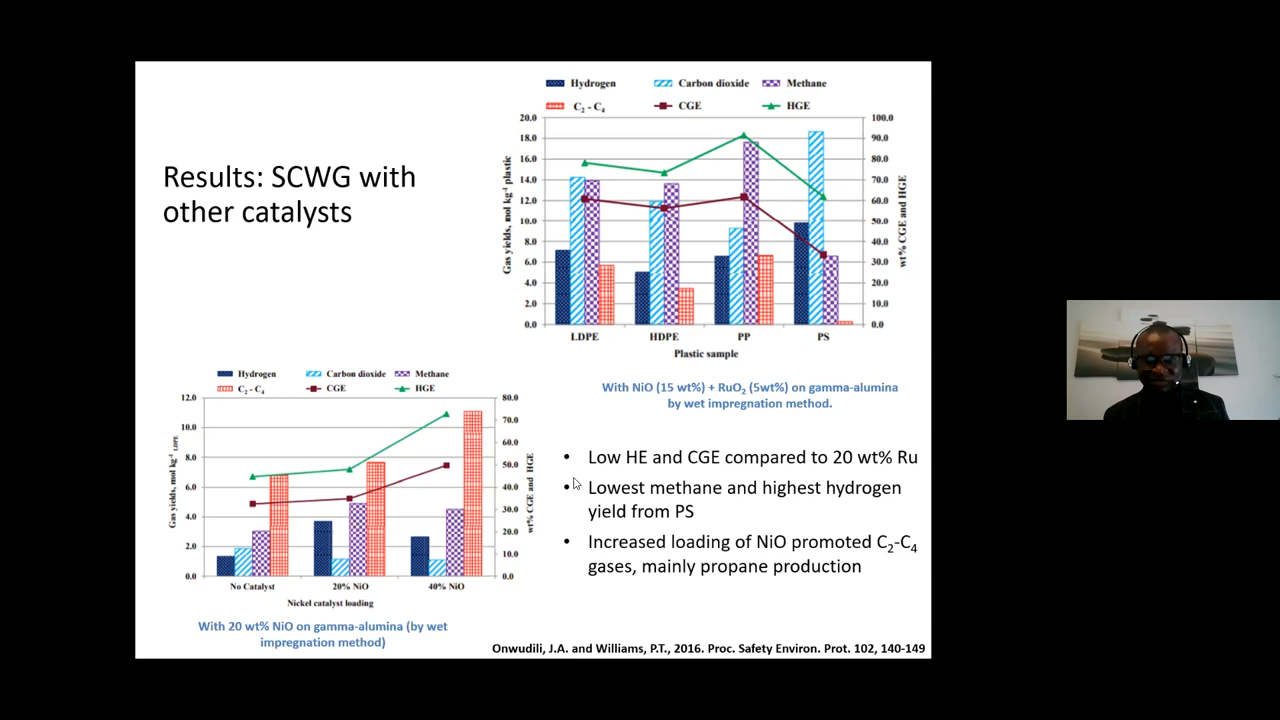 Results: SCWG with
other catalysts
Hydrogen Carbon dioxide Methane
C2 - C4 CGE HGE
20.0 18.0 16.0 14.0 12.0 10.0 8.0 6.0 4.0 2.0 0.0
Gas yields, mol kg-1 plastic
100.0 90.0 80.0 70.0 60.0 50.0 40.0 30.0 20.0 10.0 0.0
wt% CGE and HGE
LDPE HDPE PP PS
Plastic sample
With NiO (15 wt%) + RuO2 (5wt%) on gamma-alumina
by wet impregnation method.
Hydrogen Carbon dioxide Methane
C2 - C4 CGE HGE
12.0 10.0 8.0 6.0 4.0 2.0 0.0
Gas yields, mol kg-1 LDPE
80.0 70.0 60.0 50.0 40.0 30.0 20.0 10.0 0.0
wt% CGE and HGE
No Catalyst 20% NiO 40% NiO
Nickel catalyst loading
With 20 wt% NiO on gamma-alumina (by wet
impregnation method)
• Low HE and CGE compared to 20 wt% Ru
• Lowest methane and highest hydrogen
yield from PS
• Increased loading of NiO promoted C2-C4
gases, mainly propane production
Onwudili, J.A. and Williams, P.T., 2016. Proc. Safety Environ. Prot. 102, 140-149